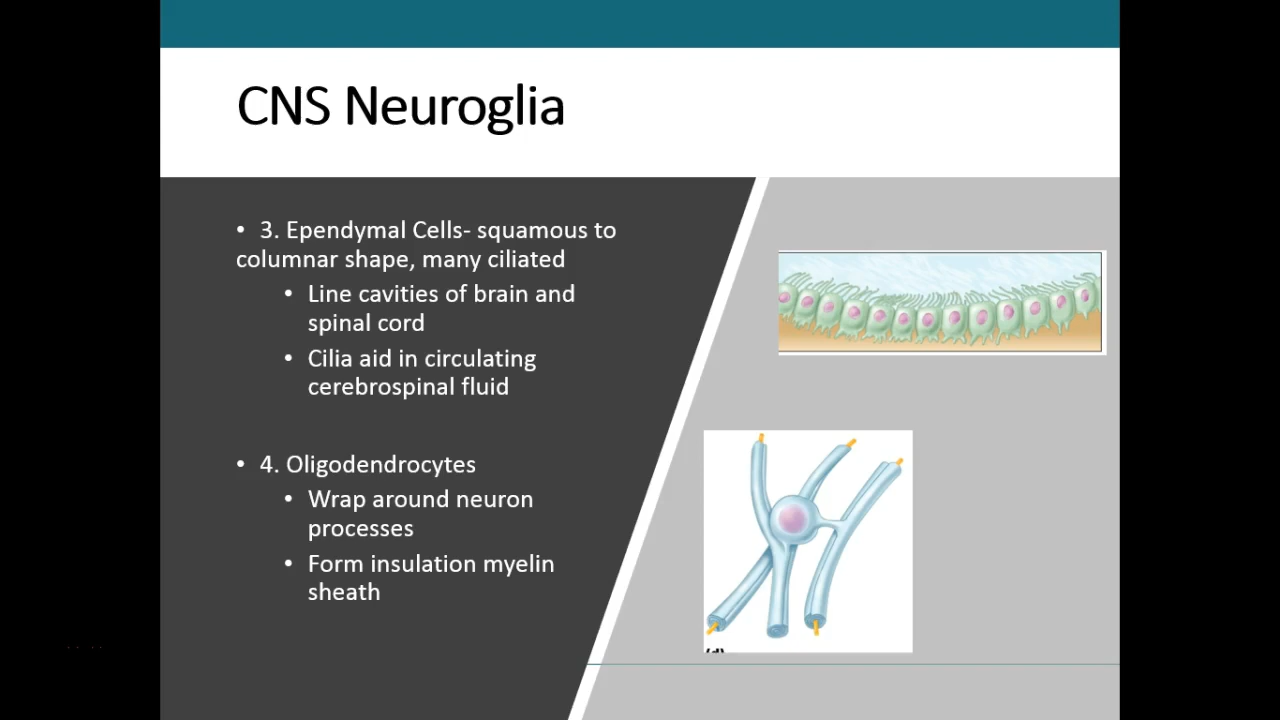 CNS Neuroglia
• 3. Ependymal Cells- squamous to
columnar shape, many ciliated
• Line cavities of brain and
spinal cord
• Cilia aid in circulating
cerebrospinal fluid
• 4. Oligodendrocytes
• Wrap around neuron
processes
• Form insulation myelin
sheath